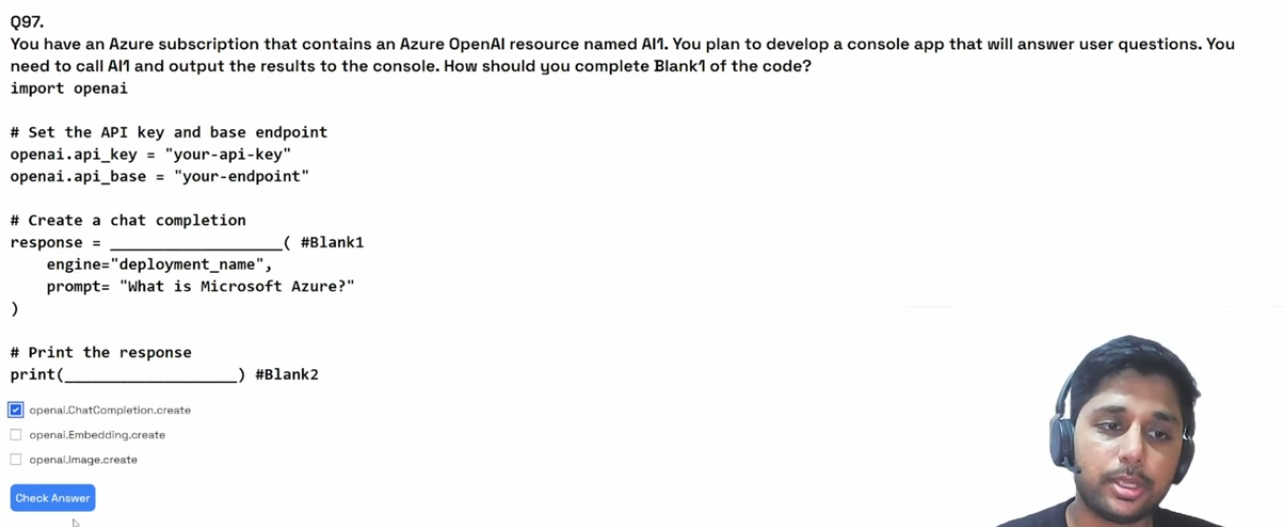 Q97.
You have an Azure subscription that contains an Azure OpenAI resource named AI1. You plan to develop a console app that will answer user questions. You
need to call AI1 and output the results to the console. How should you complete Blank1 of the code?
import openai
# Set the API key and base endpoint
openai.api_key = "your-api-key"
openai.api_base = "your-endpoint"
# Create a chat completion
response = ___________________( #Blank1
    engine="deployment_name",
    prompt= "What is Microsoft Azure?"
)
# Print the response
print(___________________) #Blank2
openai.ChatCompletion.create
openai.Embedding.create
openai.Image.create
Check Answer